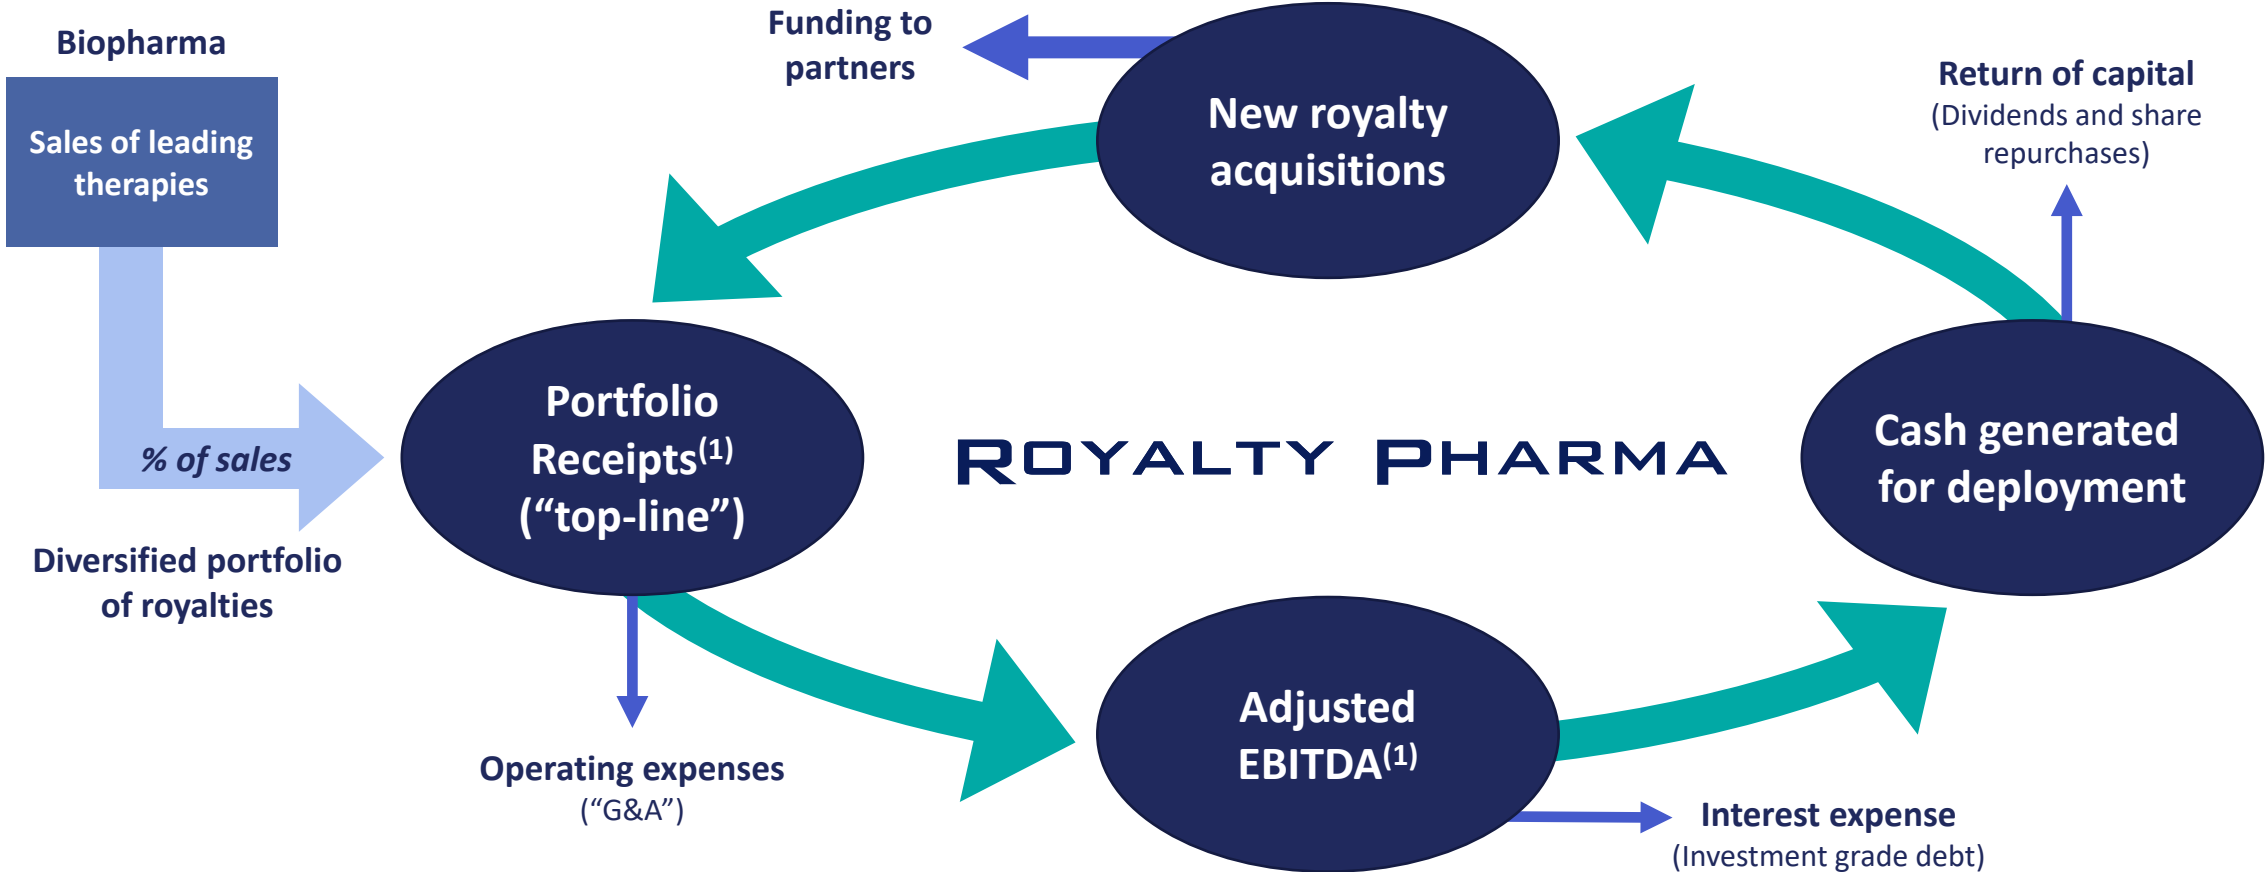 Biopharma
Sales of leading
therapies
% of sales
Diversified portfolio
of royalties
Funding to
partners
New royalty
acquisitions
Return of capital
(Dividends and share
repurchases)
Portfolio
Receipts(1)
(“top-line”)
ROYALTY PHARMA
Cash generated
for deployment
Operating expenses
(“G&A”)
Adjusted
EBITDA(1)
Interest expense
(Investment grade debt)